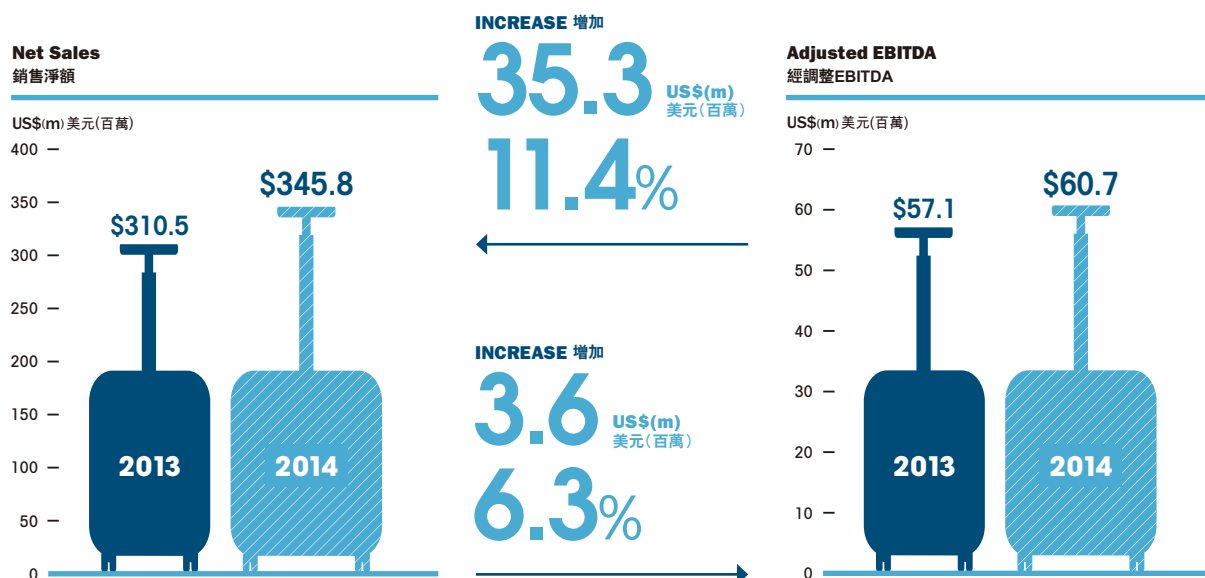 Net Sales
銷售淨額
US$(m) 美元(百萬)
400
350
300
250
200
150
100
50
0
$310.5
$345.8
2013
2014
INCREASE 增加
35.3 US$(m)
美元(百萬)
11.4%
INCREASE 增加
3.6 US$(m)
美元(百萬)
6.3%
Adjusted EBITDA
經調整EBITDA
US$(m) 美元(百萬)
70
60
50
40
30
20
10
0
$57.1
$60.7
2013
2014